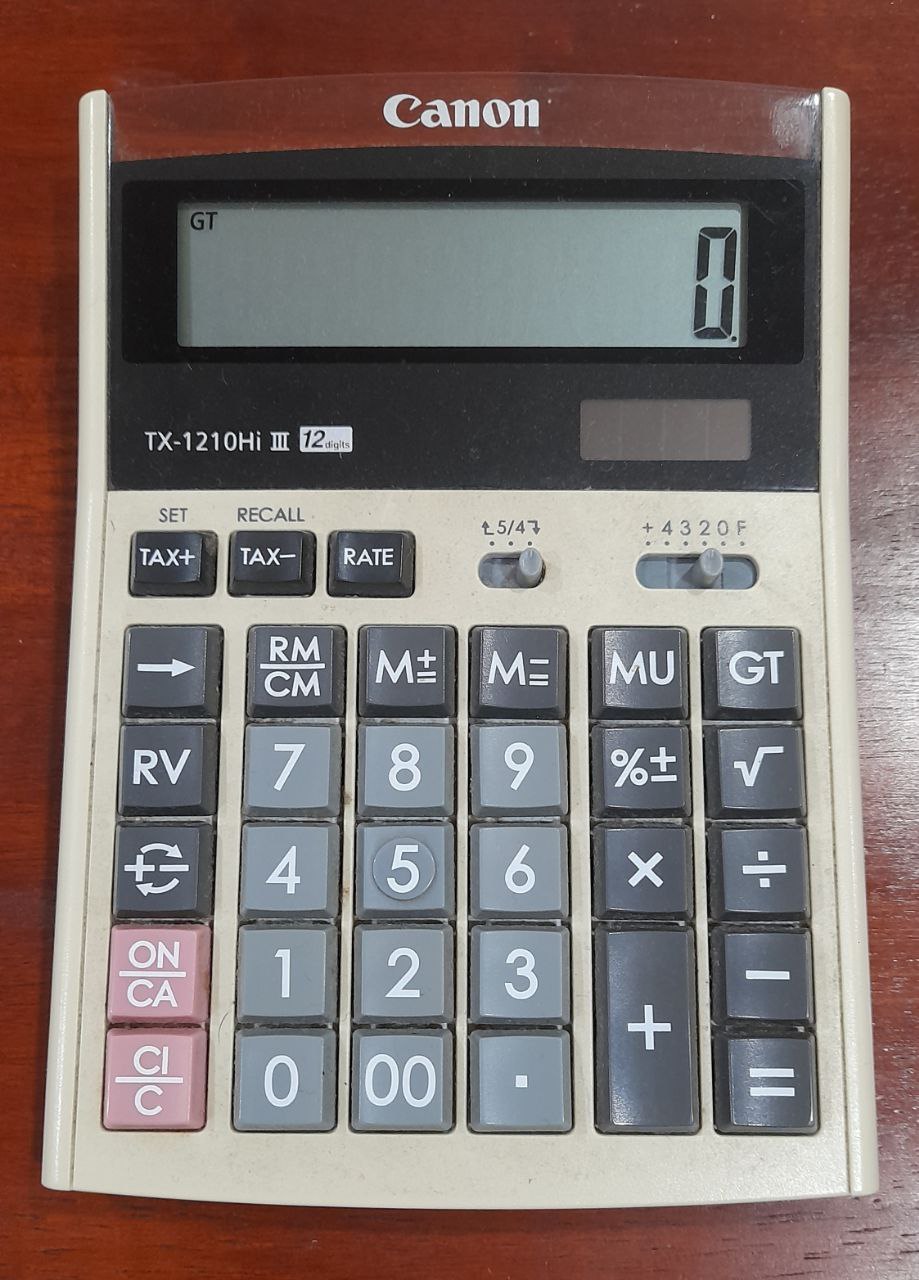 Canon
GT
0.
TX-1210Hi III 12 digits
SET RECALL
TAX+ TAX− RATE
↥5/4↧
+ 4 3 2 0 F
→ RM/CM M± M= MU GT
RV 7 8 9 %± √
+− 4 5 6 × ÷
ON/CA 1 2 3 + −
CI/C 0 00 . =